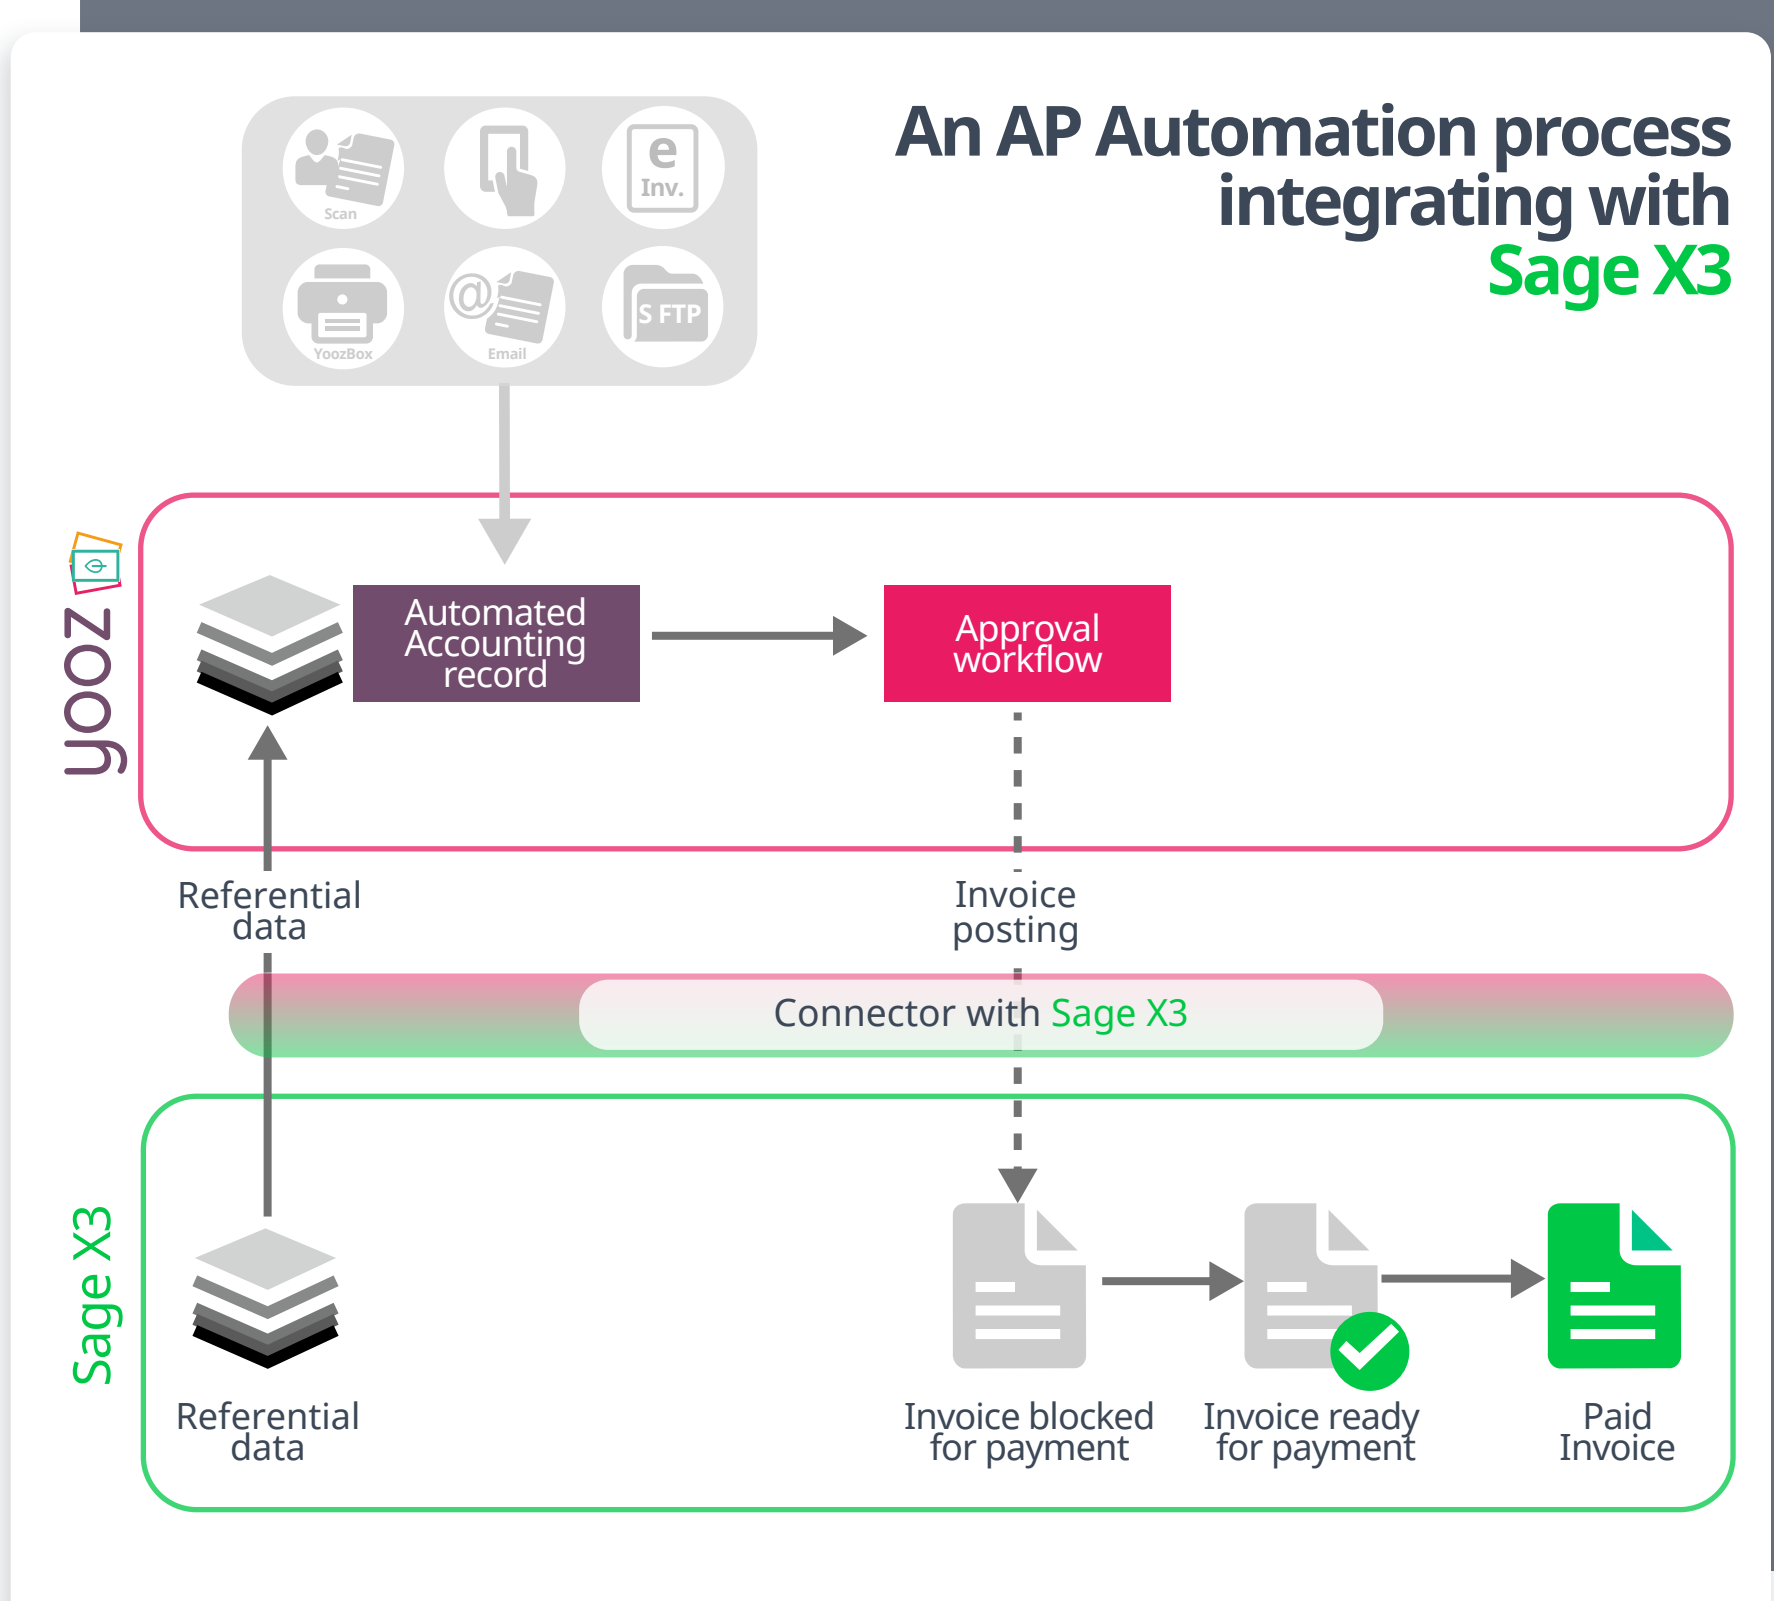 An AP Automation process
integrating with
Sage X3
Scan
e
Inv.
YoozBox
@
Email
S FTP
yooz
Automated
Accounting
record
Approval
workflow
Referential
data
Invoice
posting
Connector with Sage X3
Sage X3
Referential
data
Invoice blocked
for payment
Invoice ready
for payment
Paid
Invoice